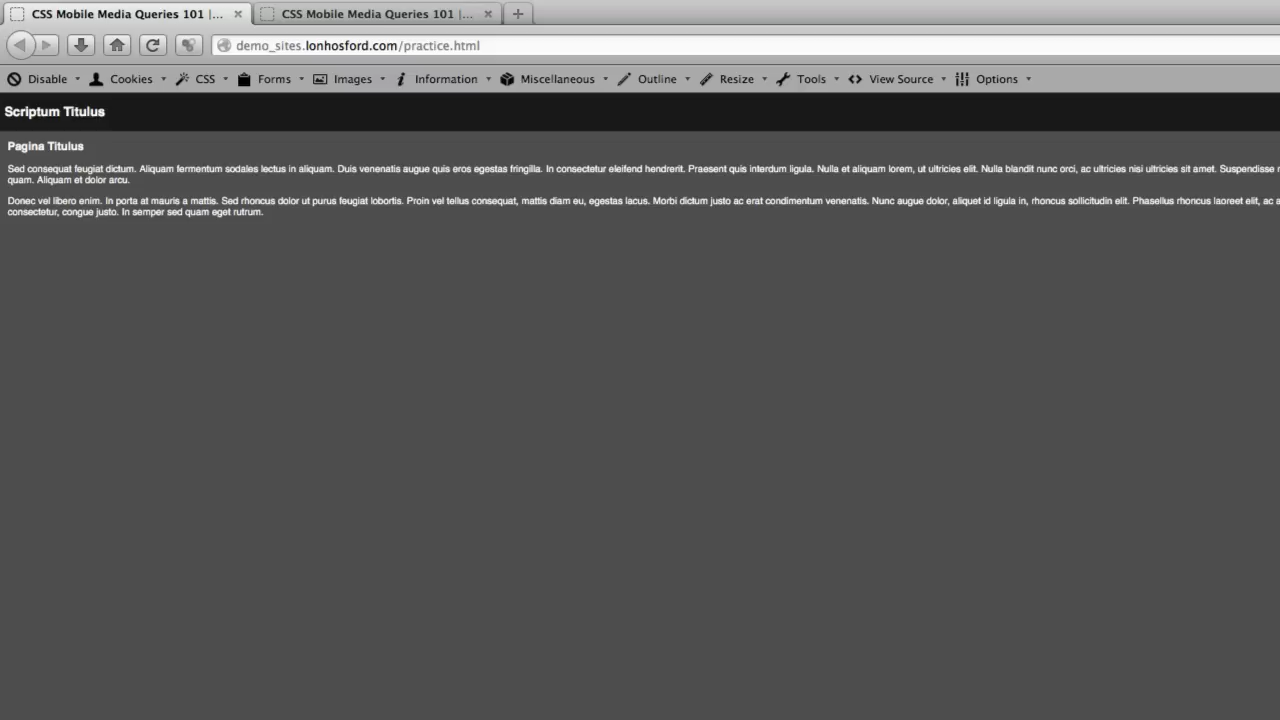 CSS Mobile Media Queries 101 |...
CSS Mobile Media Queries 101 |...
demo_sites.lonhosford.com/practice.html
Disable Cookies CSS Forms Images Information Miscellaneous Outline Resize Tools View Source Options
Scriptum Titulus
Pagina Titulus
Sed consequat feugiat dictum. Aliquam fermentum sodales lectus in aliquam. Duis venenatis augue quis eros egestas fringilla. In consectetur eleifend hendrerit. Praesent quis interdum ligula. Nulla et aliquam lorem, ut ultricies elit. Nulla blandit nunc orci, ac ultricies nisi ultricies sit amet. Suspendisse
quam. Aliquam et dolor arcu.
Donec vel libero enim. In porta at mauris a mattis. Sed rhoncus dolor ut purus feugiat lobortis. Proin vel tellus consequat, mattis diam eu, egestas lacus. Morbi dictum justo ac erat condimentum venenatis. Nunc augue dolor, aliquet id ligula in, rhoncus sollicitudin elit. Phasellus rhoncus laoreet elit, ac
consectetur, congue justo. In semper sed quam eget rutrum.